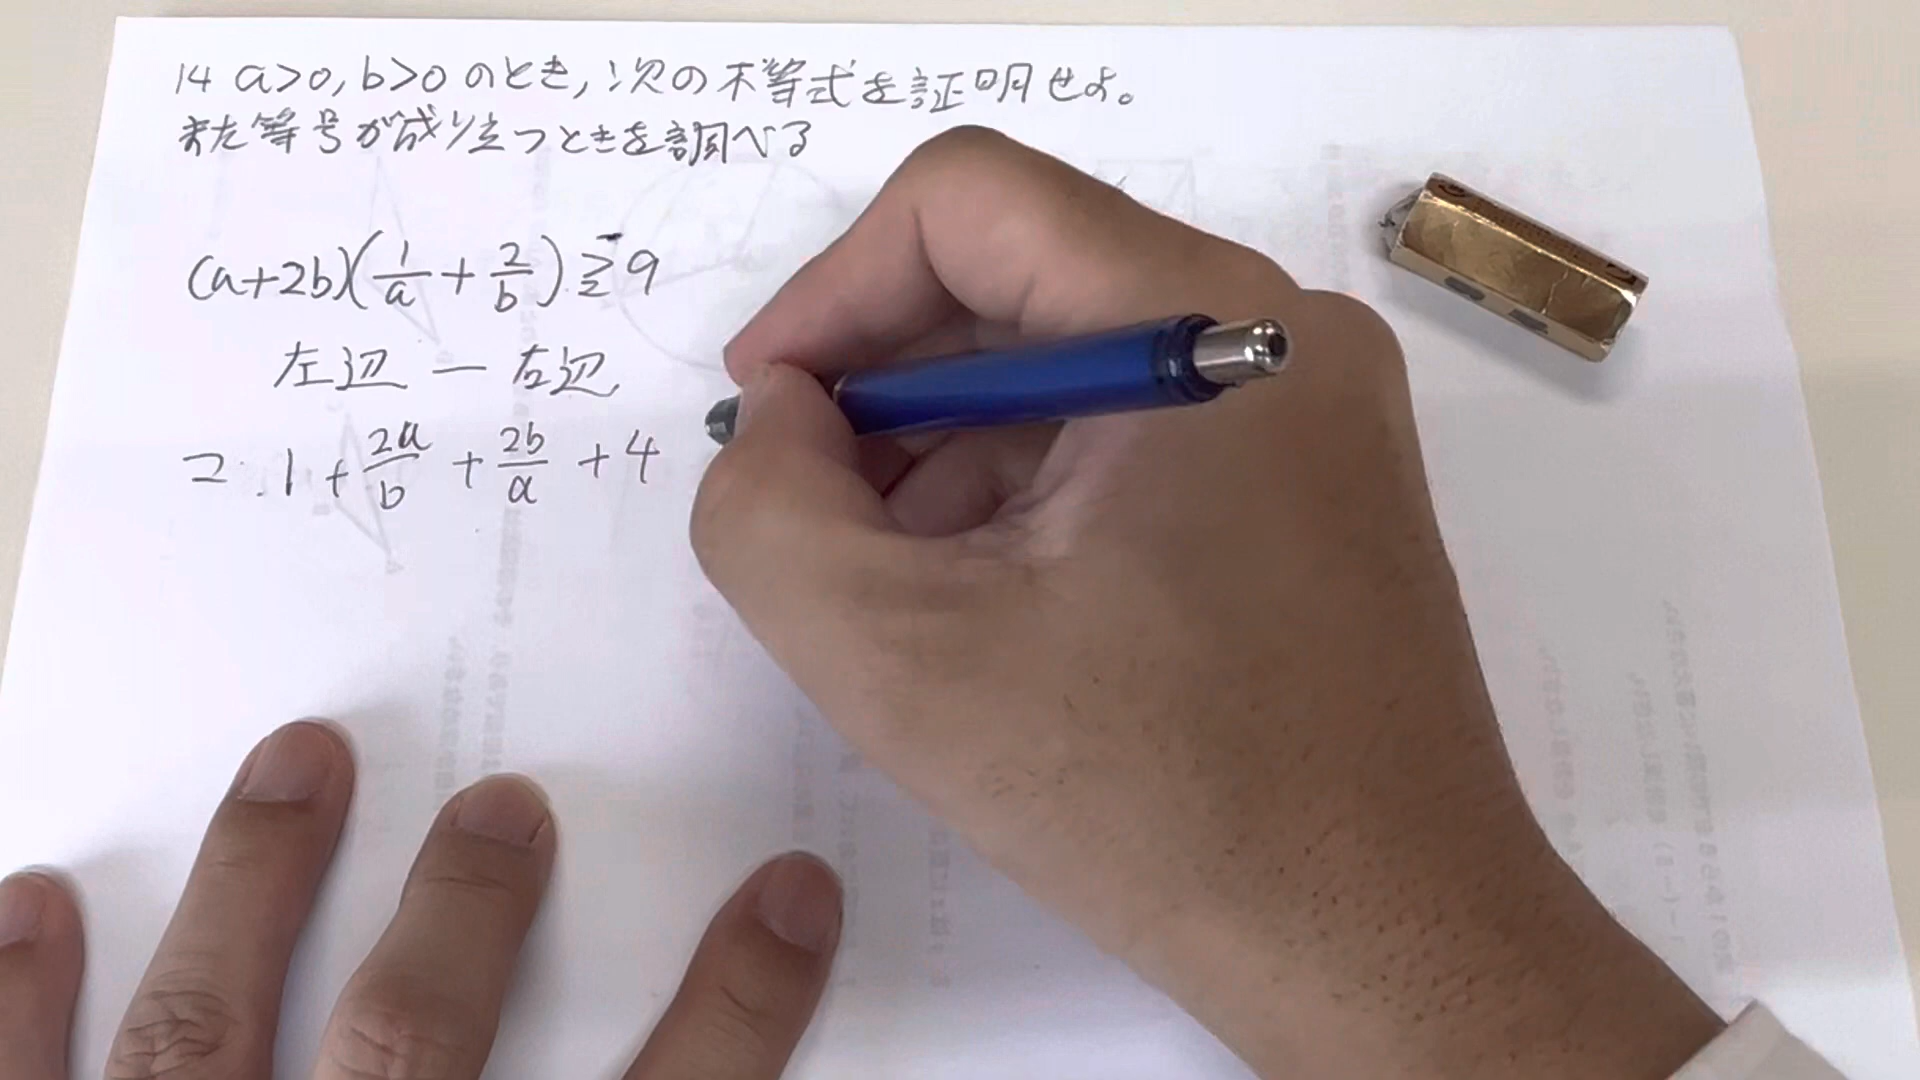 14 a>0, b>0 のとき, 次の不等式を証明せよ。
また等号が成り立つときを調べる
(a+2b)(1/a + 2/b) ≧ 9
左辺 － 右辺
= 1 + 2a/b + 2b/a + 4